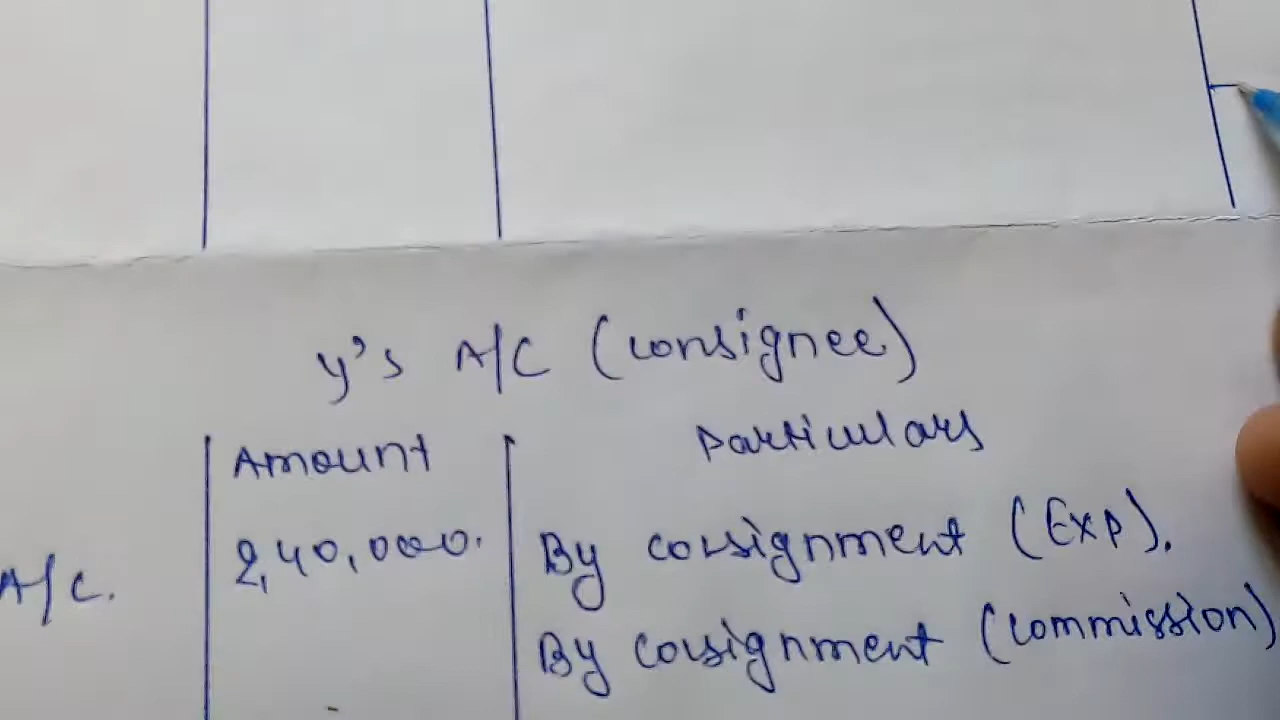 y's A/C (consignee)
Amount Particulars
A/C. 2,40,000. By consignment (Exp).
By consignment (commission)